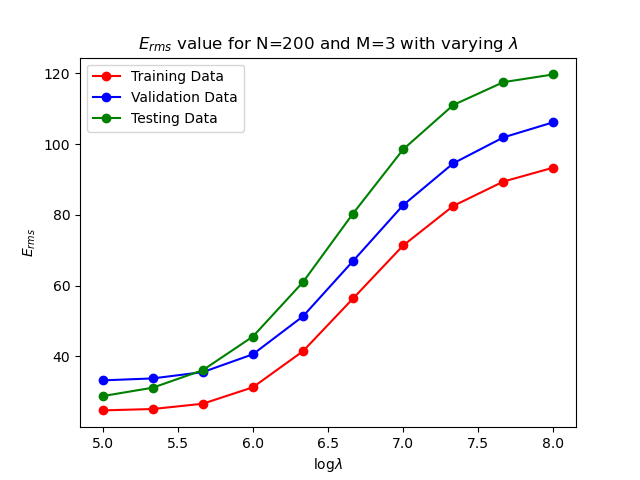 E_rms value for N=200 and M=3 with varying λ
Training Data
Validation Data
Testing Data
E_rms
120
100
80
60
40
5.0 5.5 6.0 6.5 7.0 7.5 8.0
logλ